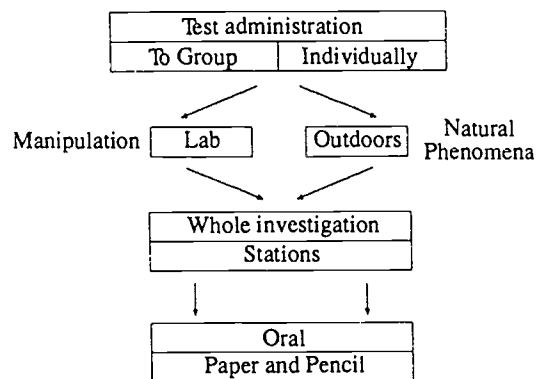 Test administration
To Group Individually
Manipulation Lab Outdoors Natural
Phenomena
Whole investigation
Stations
Oral
Paper and Pencil